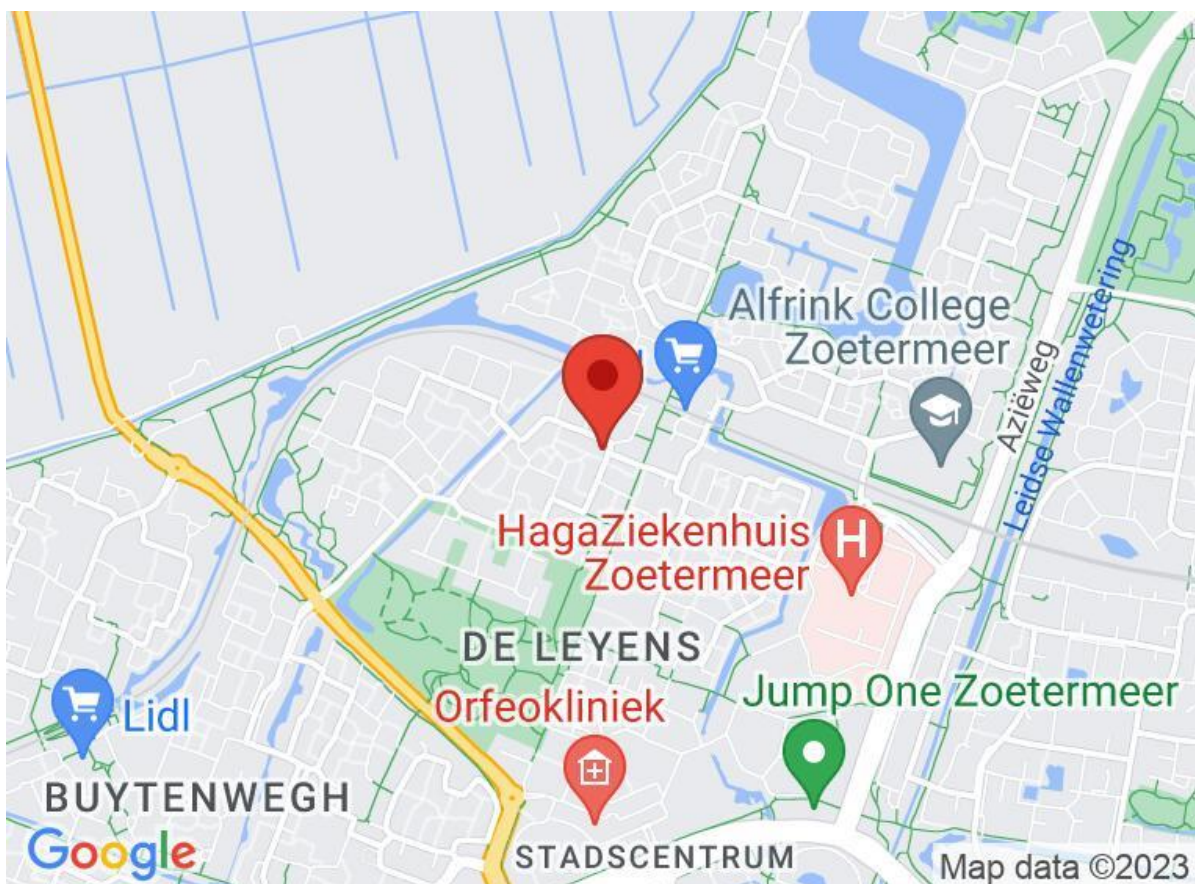 Alfrink College
Zoetermeer
Aziëweg
Leidse Wallenwetering
HagaZiekenhuis
Zoetermeer
H
DE LEYENS
Jump One Zoetermeer
Orfeokliniek
Lidl
BUYTENWEGH
Google
STADSCENTRUM
Map data ©2023